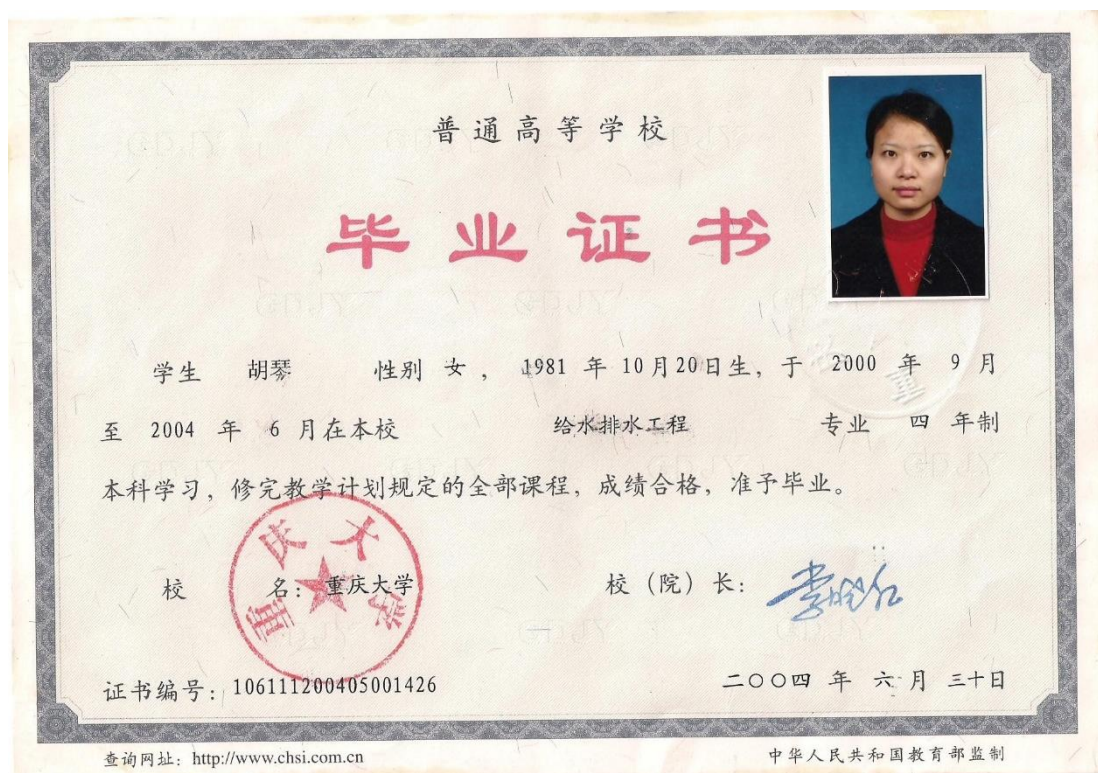 普通高等学校
毕业证书
学生 胡琴 性别 女 ， 1981 年 10月20日生，于 2000 年 9 月
至 2004 年 6 月在本校 给水排水工程 专业 四 年制
本科学习，修完教学计划规定的全部课程，成绩合格，准予毕业。
重庆大学
校 名：重庆大学 校（院）长：
证书编号：106111200405001426 二〇〇四 年 六 月 三十日
查询网址：http://www.chsi.com.cn 中华人民共和国教育部监制